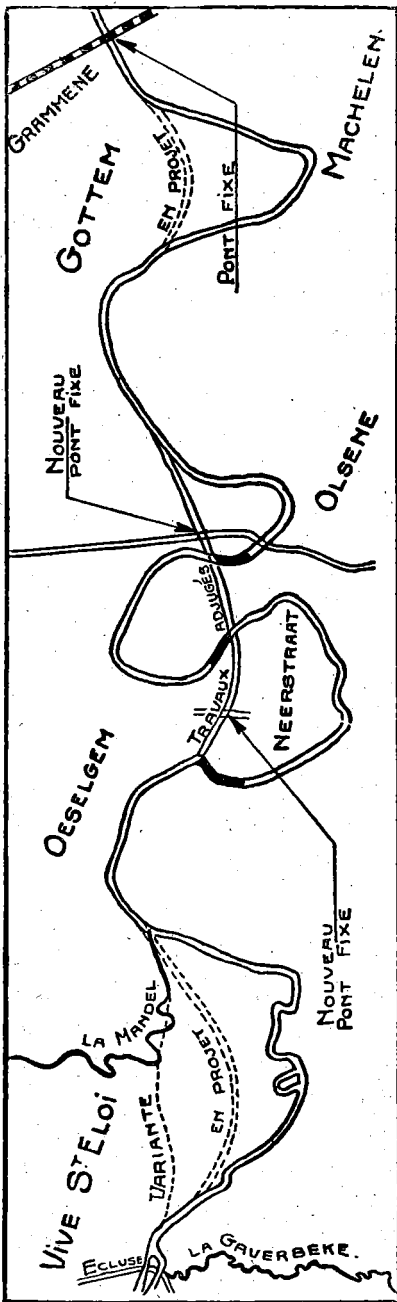 GRAMMENE
MACHELEN.
GOTTEM
EN PROJET
PONT FIXE
NOUVEAU
PONT FIXE
OLSENE
ADJUGÉS
TRAVAUX
NEERSTRAAT
OESELGEM
NOUVEAU
PONT FIXE
LA MANDEL
EN PROJET
VARIANTE
VIVE ST ELOI
ECLUSE
LA GAVERBEKE.